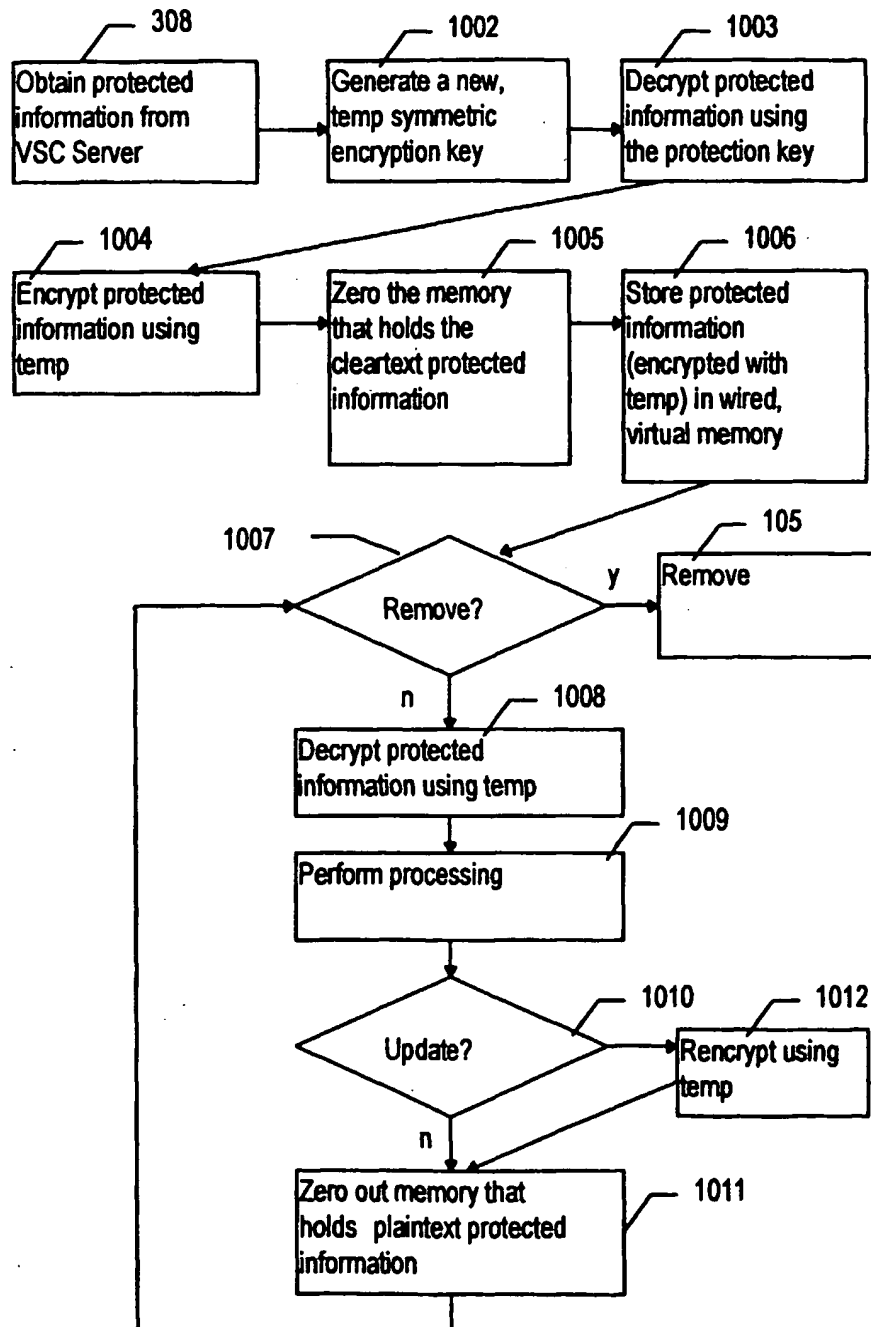 308
Obtain protected
information from
VSC Server
1002
Generate a new,
temp symmetric
encryption key
1003
Decrypt protected
information using
the protection key
1004
Encrypt protected
information using
temp
1005
Zero the memory
that holds the
cleartext protected
information
1006
Store protected
information
(encrypted with
temp) in wired,
virtual memory
1007
Remove?
y
105
Remove
n
1008
Decrypt protected
information using temp
1009
Perform processing
1010
Update?
1012
Rencrypt using
temp
n
1011
Zero out memory that
holds plaintext protected
information